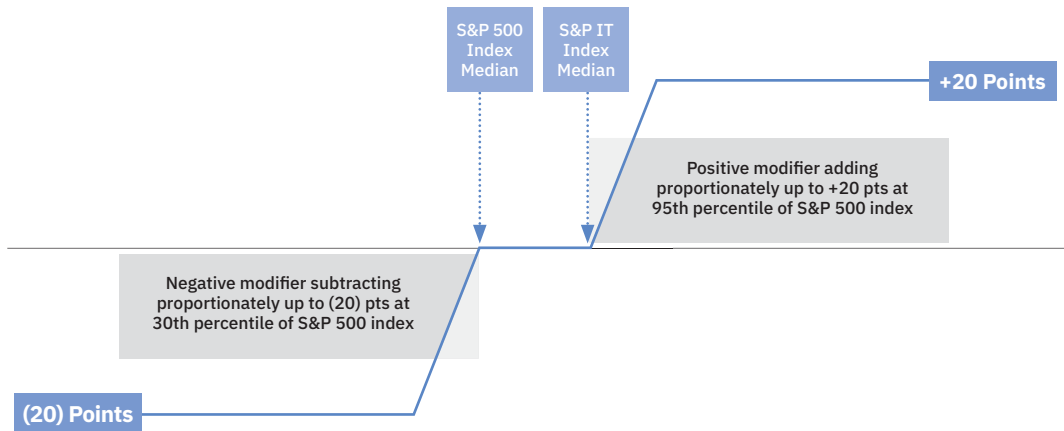 S&P 500
Index
Median
S&P IT
Index
Median
+20 Points
Positive modifier adding
proportionately up to +20 pts at
95th percentile of S&P 500 index
Negative modifier subtracting
proportionately up to (20) pts at
30th percentile of S&P 500 index
(20) Points